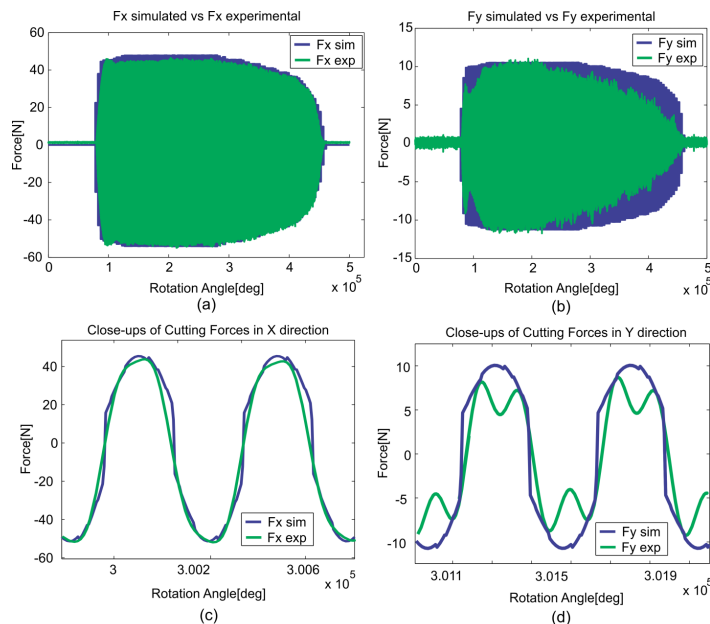 Fx simulated vs Fx experimental
60
40
20
0
-20
-40
-60
Force[N]
Fx sim
Fx exp
0
1
2
3
4
5
x 10
5
Rotation Angle[deg]
(a)
Fy simulated vs Fy experimental
15
10
5
0
-5
-10
-15
Force[N]
Fy sim
Fy exp
0
1
2
3
4
5
x 10
5
Rotation Angle[deg]
(b)
Close-ups of Cutting Forces in X direction
40
20
0
-20
-40
-60
Force[N]
Fx sim
Fx exp
3
3.002
3.006
x 10
5
Rotation Angle[deg]
(c)
Close-ups of Cutting Forces in Y direction
10
5
0
-5
-10
Force[N]
Fy sim
Fy exp
3.011
3.015
3.019
x 10
5
Rotation Angle[deg]
(d)